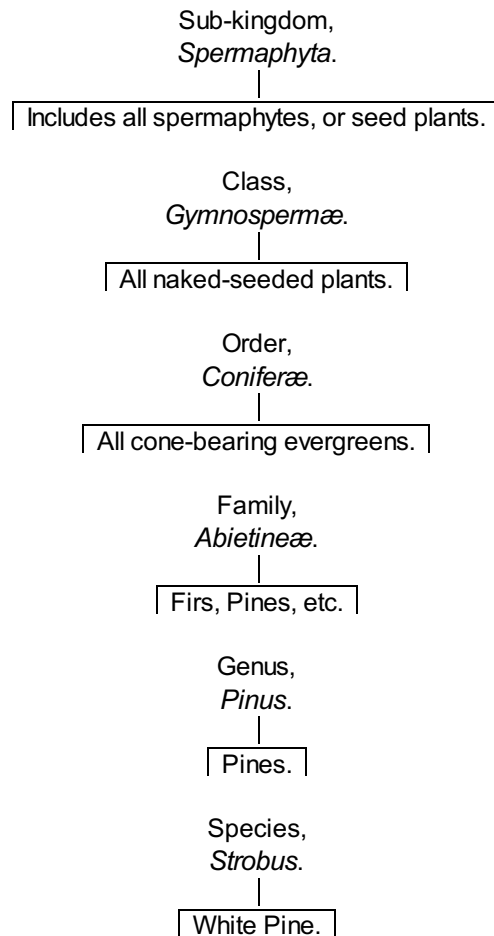 Sub-kingdom,
Spermaphyta.
Includes all spermaphytes, or seed plants.
Class,
Gymnospermæ.
All naked-seeded plants.
Order,
Coniferæ.
All cone-bearing evergreens.
Family,
Abietineæ.
Firs, Pines, etc.
Genus,
Pinus.
Pines.
Species,
Strobus.
White Pine.